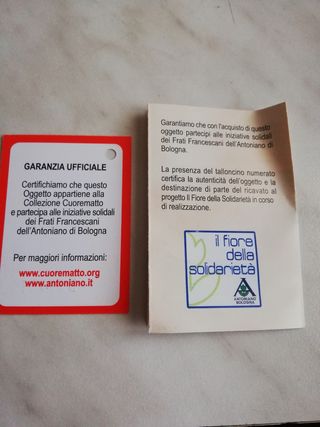 GARANZIA UFFICIALE
Certifichiamo che questo
Oggetto appartiene alla
Collezione Cuorematto
e partecipa alle iniziative solidali
dei Frati Francescani
dell'Antoniano di Bologna
Per maggiori informazioni:
www.cuorematto.org
www.antoniano.it
Garantiamo che con l'acquisto di questo
oggetto partecipi alle iniziative solidali
dei Frati Francescani dell'Antoniano di
Bologna.
La presenza del talloncino numerato
certifica la autenticità dell'oggetto e la
destinazione di parte del ricavato al
progetto Il Fiore della Solidarietà in corso
di realizzazione.
il fiore
della
solidarietà
ANTONIANO
BOLOGNA